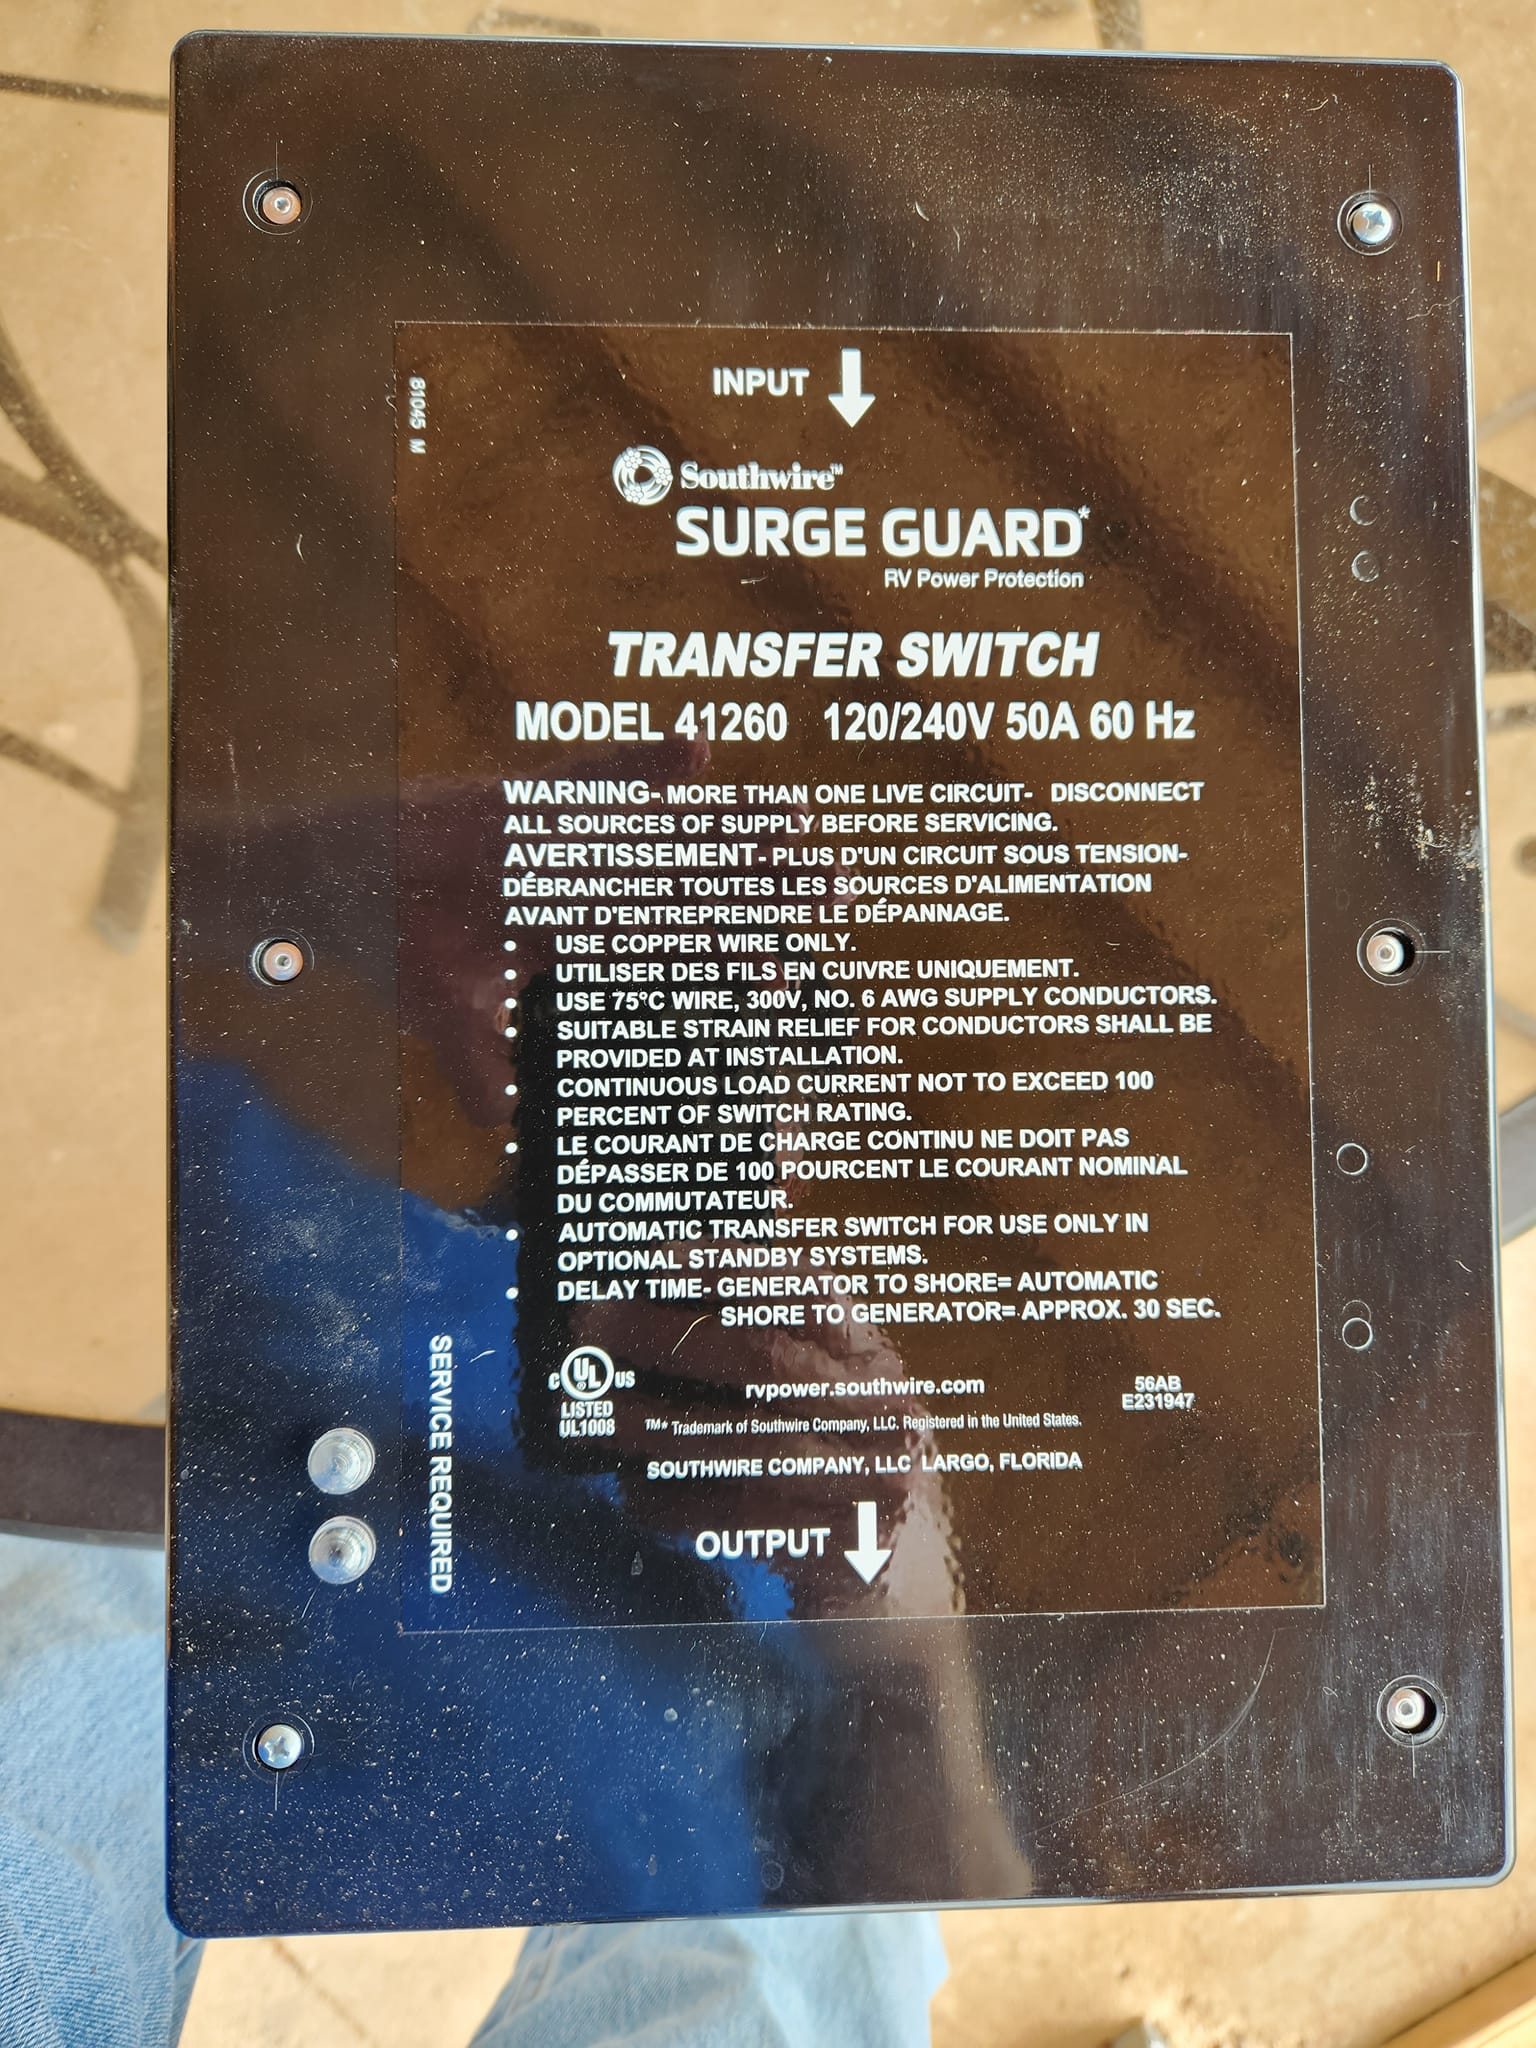 INPUT
81045 M
Southwire™
SURGE GUARD*
RV Power Protection
TRANSFER SWITCH
MODEL 41260 120/240V 50A 60 Hz
WARNING- MORE THAN ONE LIVE CIRCUIT- DISCONNECT
ALL SOURCES OF SUPPLY BEFORE SERVICING.
AVERTISSEMENT- PLUS D'UN CIRCUIT SOUS TENSION-
DÉBRANCHER TOUTES LES SOURCES D'ALIMENTATION
AVANT D'ENTREPRENDRE LE DÉPANNAGE.
• USE COPPER WIRE ONLY.
• UTILISER DES FILS EN CUIVRE UNIQUEMENT.
• USE 75°C WIRE, 300V, NO. 6 AWG SUPPLY CONDUCTORS.
• SUITABLE STRAIN RELIEF FOR CONDUCTORS SHALL BE
PROVIDED AT INSTALLATION.
• CONTINUOUS LOAD CURRENT NOT TO EXCEED 100
PERCENT OF SWITCH RATING.
• LE COURANT DE CHARGE CONTINU NE DOIT PAS
DÉPASSER DE 100 POURCENT LE COURANT NOMINAL
DU COMMUTATEUR.
• AUTOMATIC TRANSFER SWITCH FOR USE ONLY IN
OPTIONAL STANDBY SYSTEMS.
• DELAY TIME- GENERATOR TO SHORE= AUTOMATIC
SHORE TO GENERATOR= APPROX. 30 SEC.
SERVICE REQUIRED
C UL ® US
LISTED
UL1008
rvpower.southwire.com
56AB
E231947
™* Trademark of Southwire Company, LLC. Registered in the United States.
SOUTHWIRE COMPANY, LLC LARGO, FLORIDA
OUTPUT